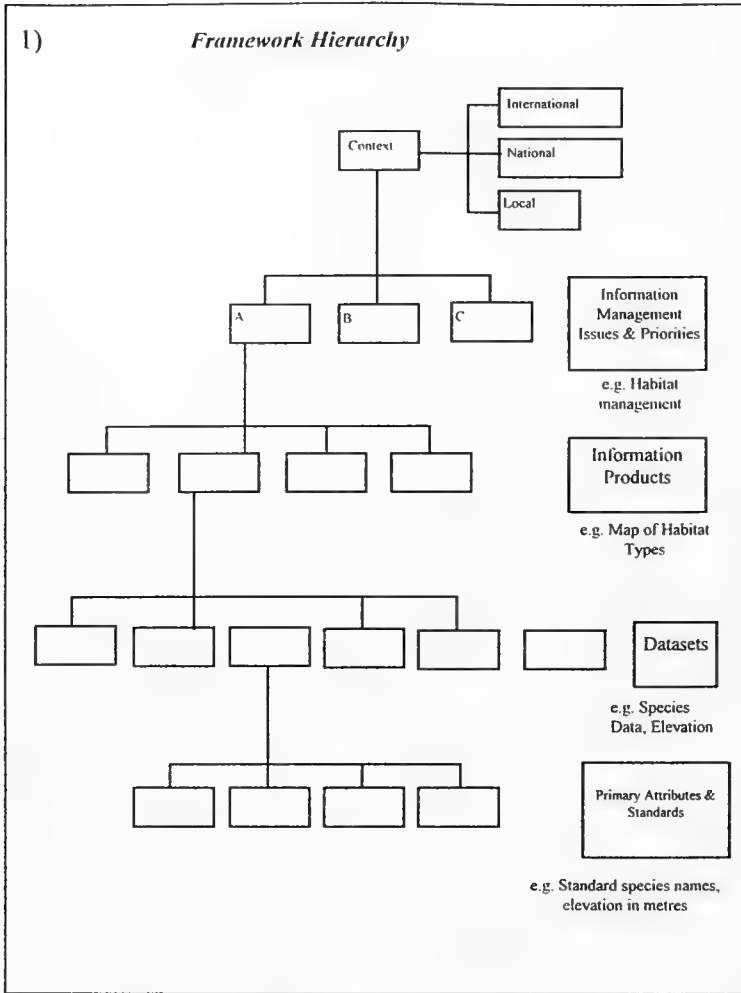 1) Framework Hierarchy
International
Context
National
Local
A
B
C
Information
Management
Issues & Priorities
e.g. Habitat
management
Information
Products
e.g. Map of Habitat
Types
Datasets
e.g. Species
Data, Elevation
Primary Attributes &
Standards
e.g. Standard species names,
elevation in metres